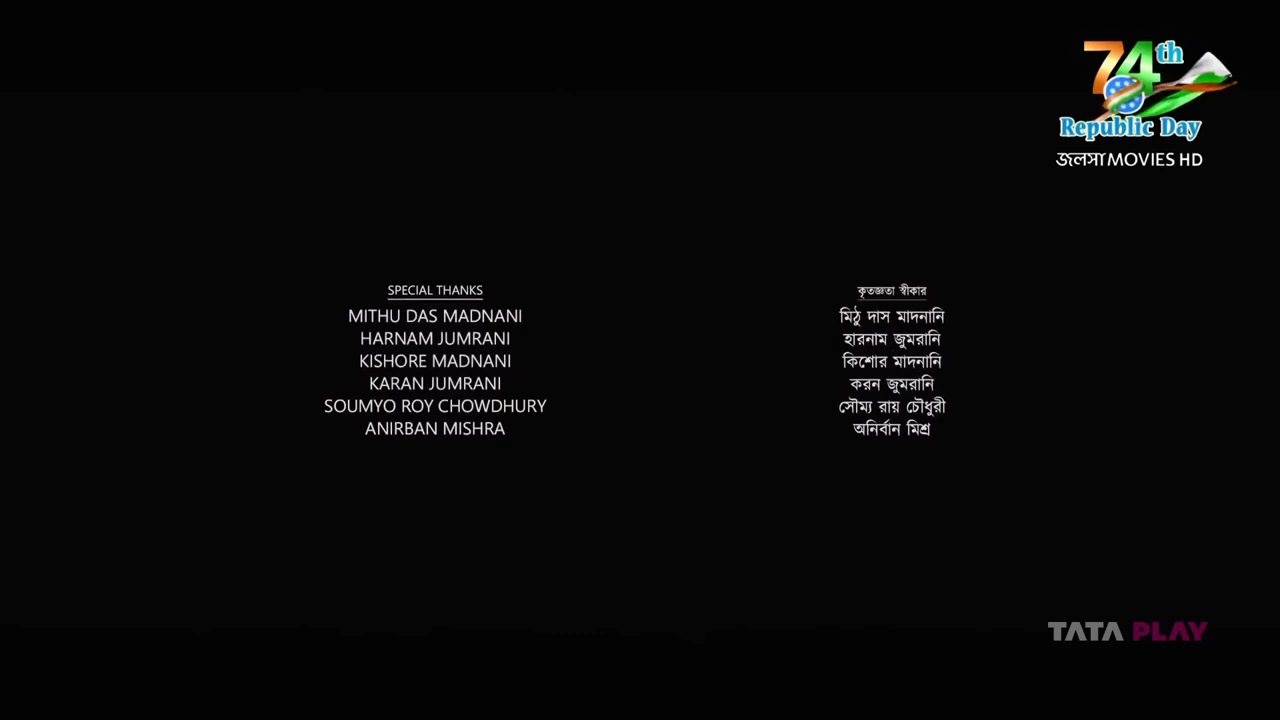 74th
Republic Day
জলসা MOVIES HD
SPECIAL THANKS
MITHU DAS MADNANI
HARNAM JUMRANI
KISHORE MADNANI
KARAN JUMRANI
SOUMYO ROY CHOWDHURY
ANIRBAN MISHRA
কৃতজ্ঞতা স্বীকার
মিঠু দাস মাদনানি
হারনাম জুমরানি
কিশোর মাদনানি
করন জুমরানি
সৌম্য রায় চৌধুরী
অনির্বান মিশ্র
TATA PLAY